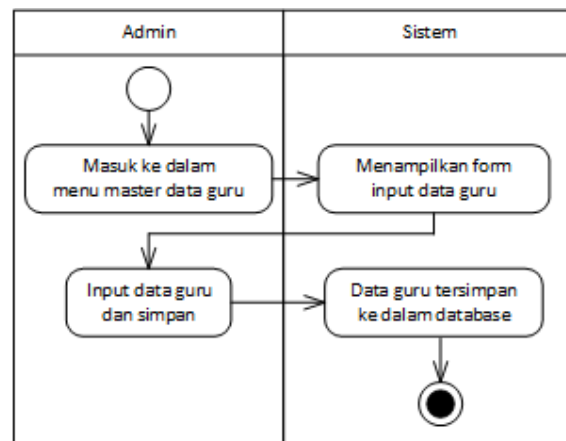 Admin
Sistem
Masuk ke dalam
menu master data guru
Menampilkan form
input data guru
Input data guru
dan simpan
Data guru tersimpan
ke dalam database